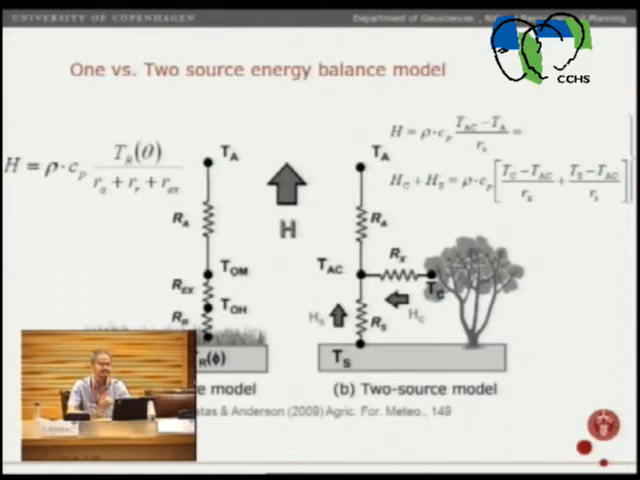 UNIVERSITY OF COPENHAGEN
Department of Geosciences,
CCHS
One vs. Two source energy balance model
H = ρ · c_p T_R(θ) / (r_a + r_r + r_ex)
H = ρ · c_p (T_AC − T_A) / r_a =
H_C + H_S = ρ · c_p [ (T_C − T_AC) / r_x + (T_S − T_AC) / r_s ]
T_A
T_A
R_A
H
R_A
T_OM
T_AC
R_X
T_C
R_EX
T_OH
R_R
H_S
R_S
H_C
T_R(ϕ)
T_S
model
(b) Two-source model
& Anderson (2009) Agric. For. Meteo., 149